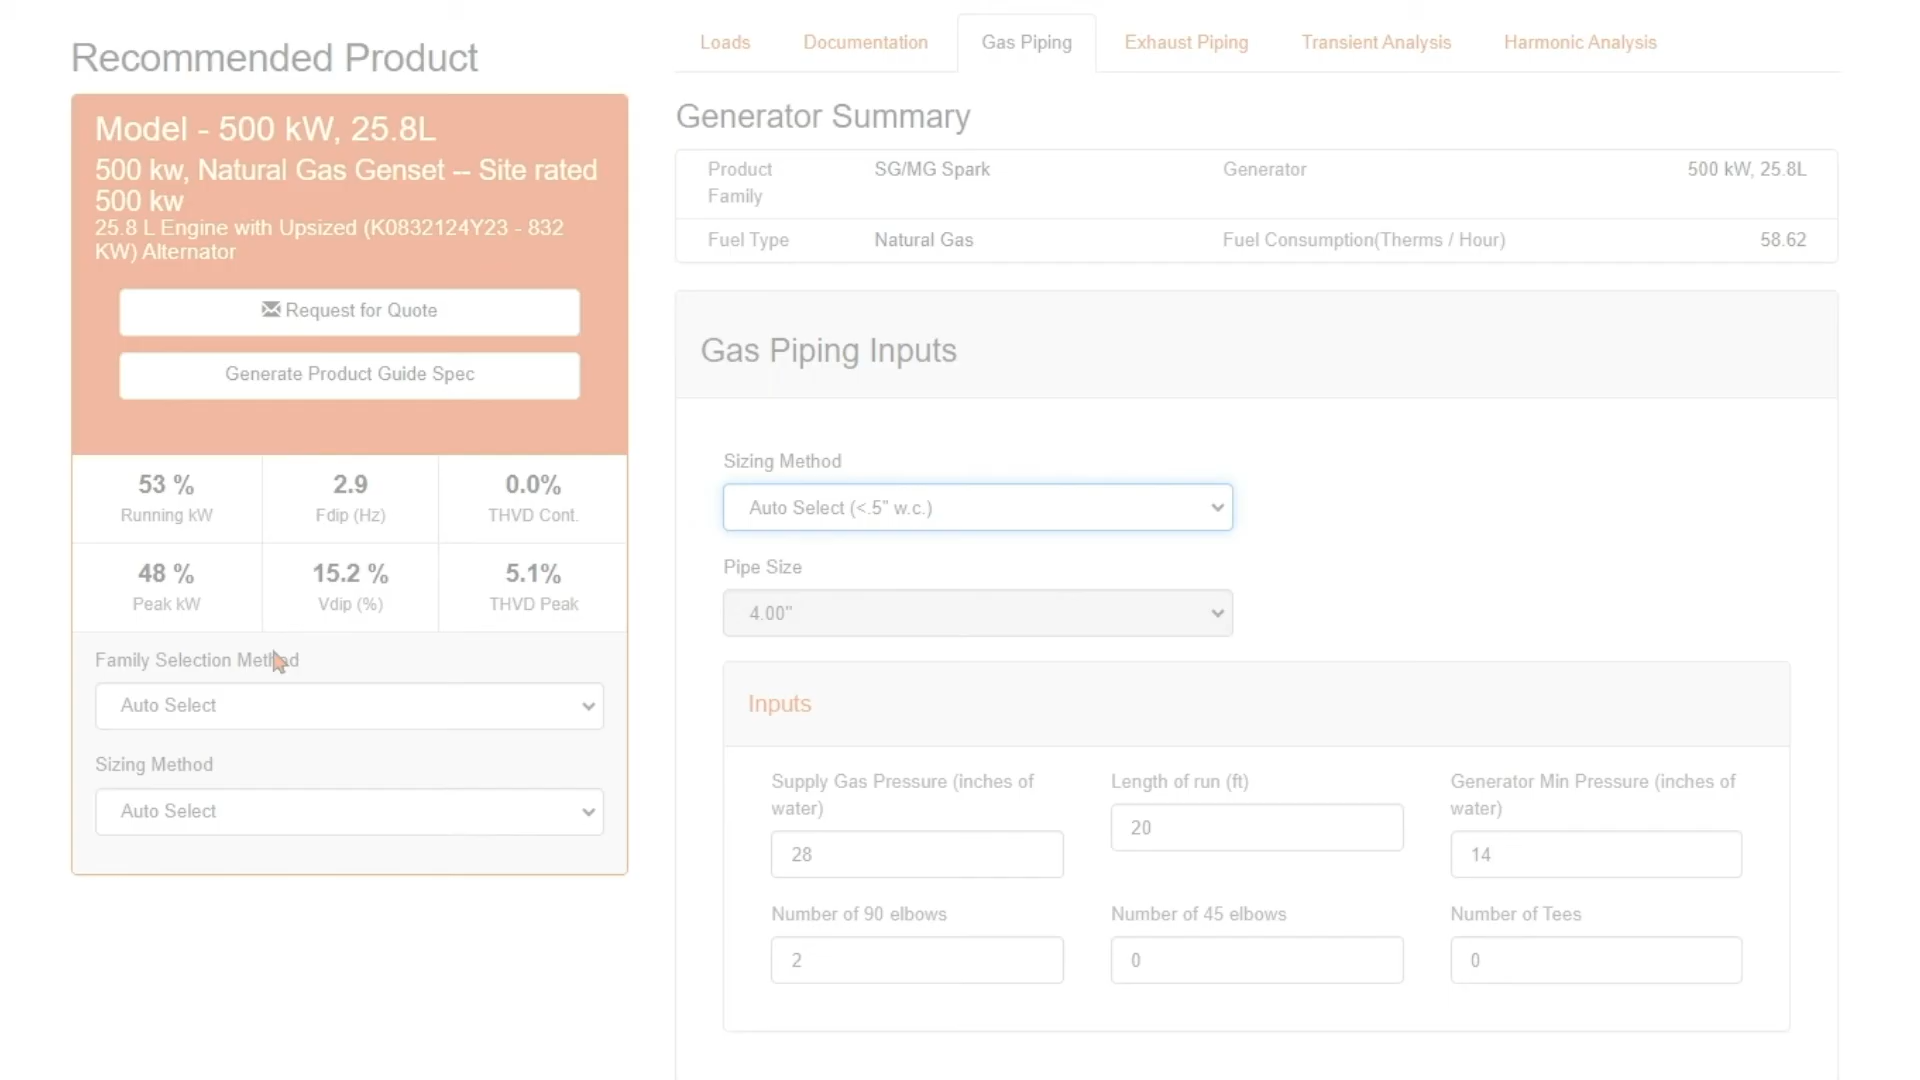 Recommended Product
Model - 500 kW, 25.8L
500 kw, Natural Gas Genset -- Site rated
500 kw
25.8 L Engine with Upsized (K0832124Y23 - 832
KW) Alternator
Request for Quote
Generate Product Guide Spec
53 %
Running kW
2.9
Fdip (Hz)
0.0%
THVD Cont.
48 %
Peak kW
15.2 %
Vdip (%)
5.1%
THVD Peak
Family Selection Method
Auto Select
Sizing Method
Auto Select
Loads
Documentation
Gas Piping
Exhaust Piping
Transient Analysis
Harmonic Analysis
Generator Summary
Product
Family
SG/MG Spark
Generator
500 kW, 25.8L
Fuel Type
Natural Gas
Fuel Consumption(Therms / Hour)
58.62
Gas Piping Inputs
Sizing Method
Auto Select (<.5” w.c.)
Pipe Size
4.00"
Inputs
Supply Gas Pressure (inches of
water)
28
Length of run (ft)
20
Generator Min Pressure (inches of
water)
14
Number of 90 elbows
2
Number of 45 elbows
0
Number of Tees
0